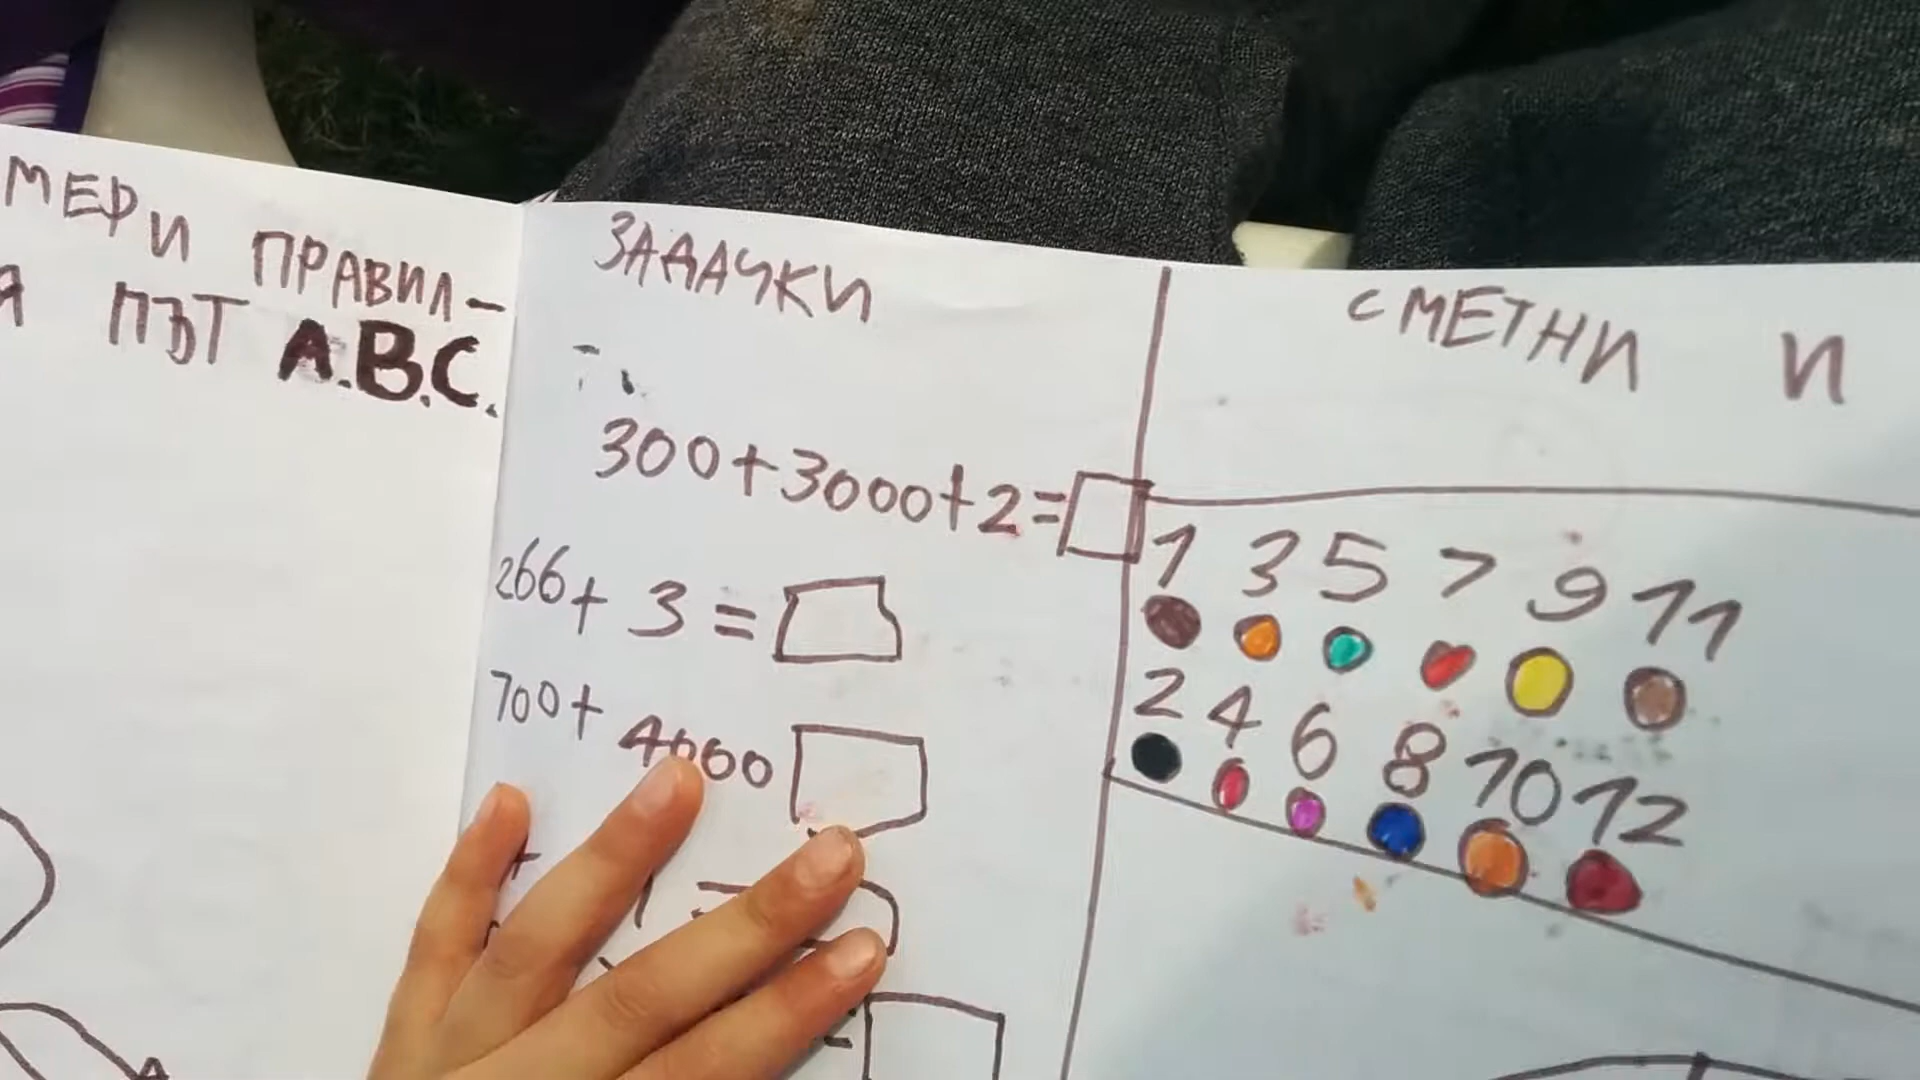 МЕРИ ПРАВИЛ-
Я ПЪТ A.B.C.
ЗАДАЧКИ
300+3000+2=
266+ 3 =
700+ 4000
СМЕТНИ И
1 3 5 7 9 11
2 4 6 8 10 12